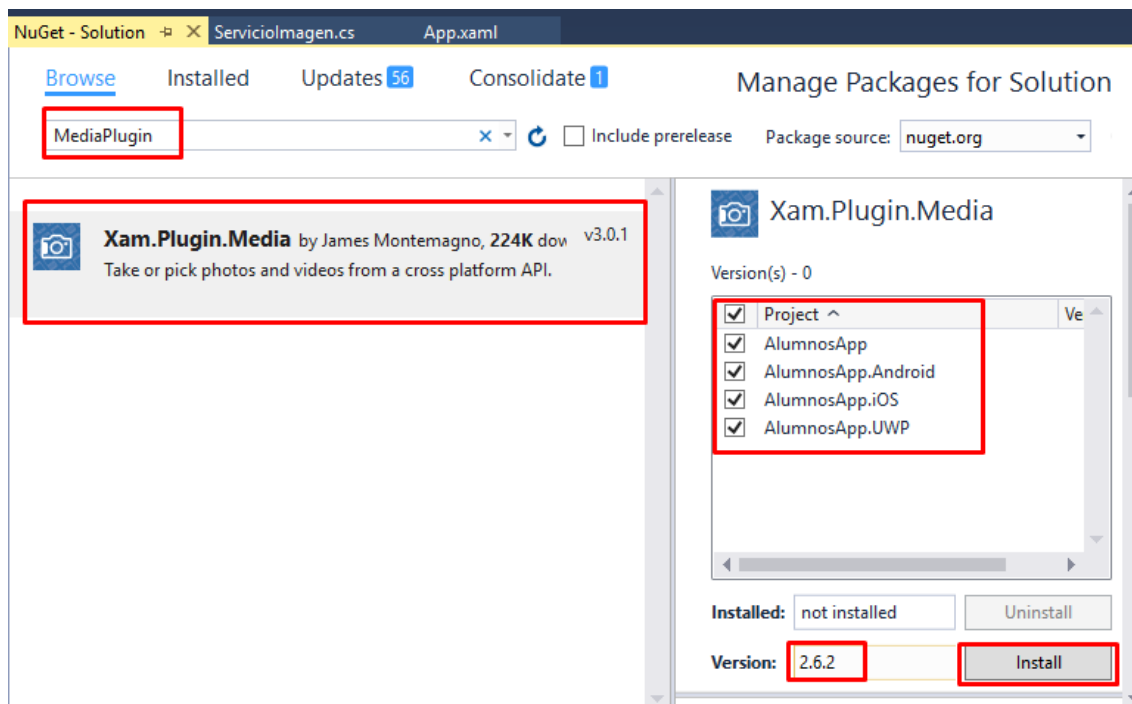 NuGet - Solution ServicioImagen.cs App.xaml
Browse Installed Updates 56 Consolidate 1 Manage Packages for Solution
MediaPlugin Include prerelease Package source: nuget.org
Xam.Plugin.Media by James Montemagno, 224K dow v3.0.1
Take or pick photos and videos from a cross platform API.
Xam.Plugin.Media
Version(s) - 0
Project Ve
AlumnosApp
AlumnosApp.Android
AlumnosApp.iOS
AlumnosApp.UWP
Installed: not installed Uninstall
Version: 2.6.2 Install